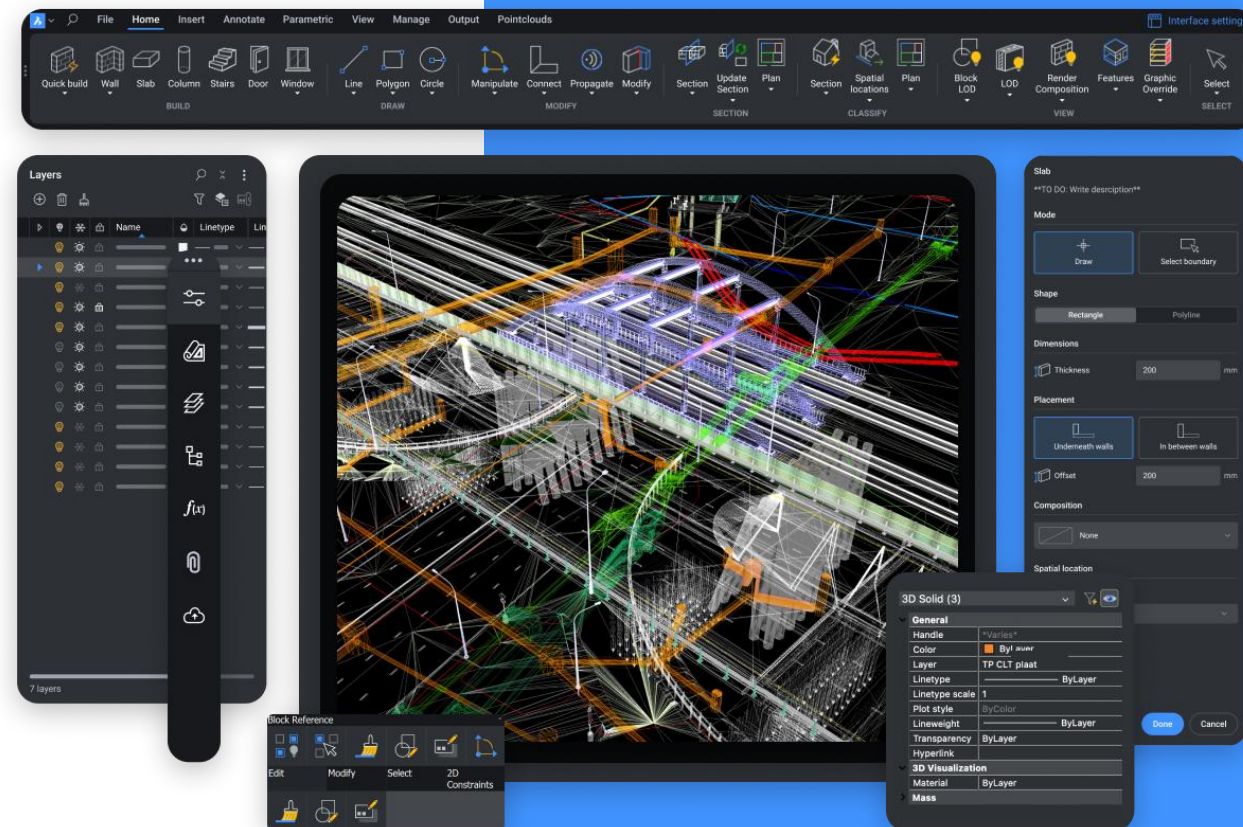 File Home Insert Annotate Parametric View Manage Output Pointclouds
Interface setting
Quick build Wall Slab Column Stairs Door Window
BUILD
Line Polygon Circle
DRAW
Manipulate Connect Propagate Modify
MODIFY
Section Update Section Plan
SECTION
Section Spatial locations Plan
CLASSIFY
Block LOD LOD Render Composition Features Graphic Override
VIEW
Select
SELECT
Layers
Name Linetype Lin
f(x)
7 layers
Slab
**TO DO: Write desrciption**
Mode
Draw Select boundary
Shape
Rectangle Polyline
Dimensions
Thickness 200 mm
Placement
Underneath walls In between walls
Offset 200 mm
Composition
None
Spatial location
Done Cancel
3D Solid (3)
General
Handle *Varies*
Color ByLayer
Layer TP CLT plaat
Linetype ByLayer
Linetype scale 1
Plot style ByColor
Lineweight ByLayer
Transparency ByLayer
Hyperlink
3D Visualization
Material ByLayer
Mass
Block Reference
Edit Modify Select 2D Constraints